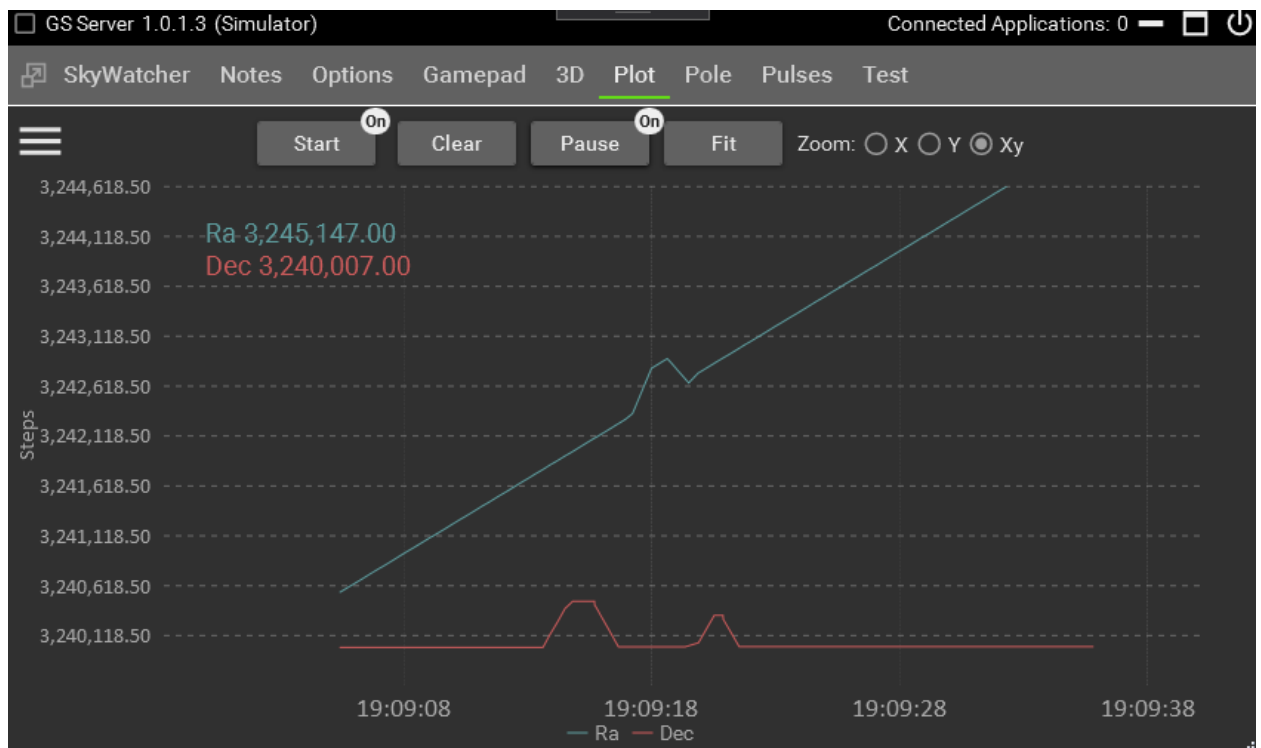 GS Server 1.0.1.3 (Simulator) Connected Applications: 0
SkyWatcher Notes Options Gamepad 3D Plot Pole Pulses Test
On On
Start Clear Pause Fit Zoom: X Y Xy
3,244,618.50
Ra 3,245,147.00
3,244,118.50
Dec 3,240,007.00
3,243,618.50
3,243,118.50
3,242,618.50
Steps
3,242,118.50
3,241,618.50
3,241,118.50
3,240,618.50
3,240,118.50
19:09:08 19:09:18 19:09:28 19:09:38
Ra Dec